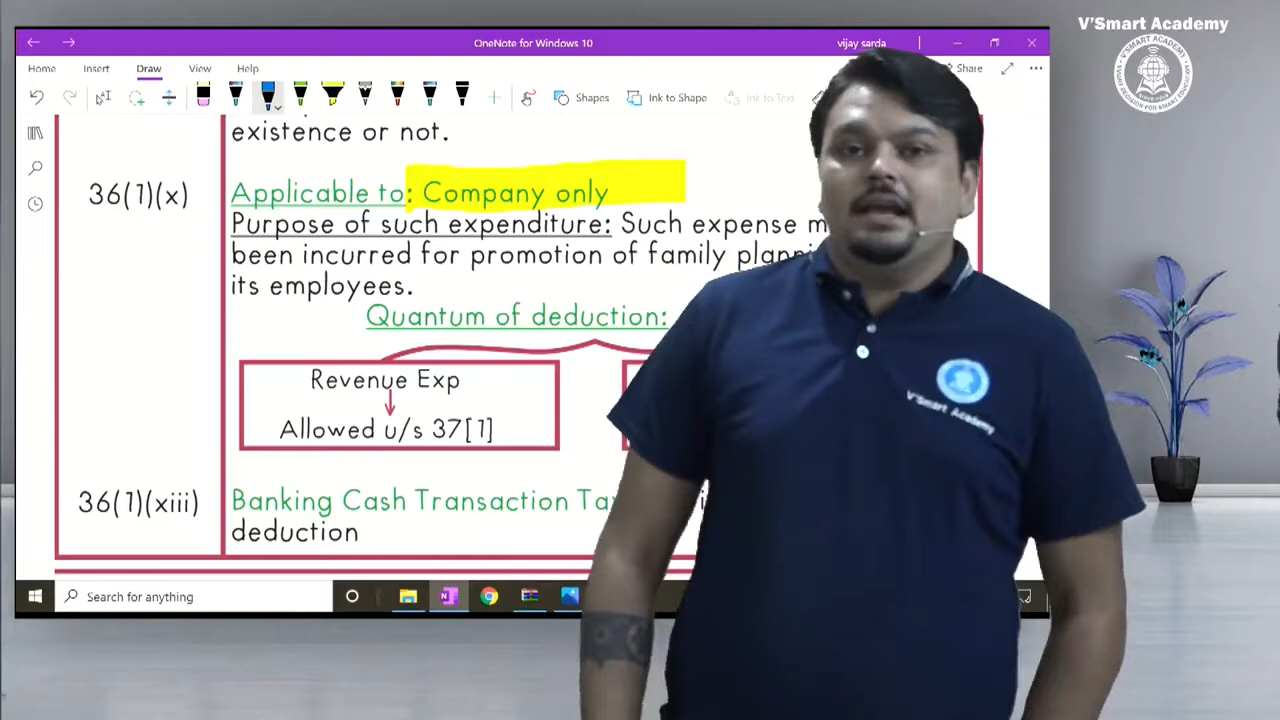 V'Smart Academy
OneNote for Windows 10
vijay sarda
Home Insert Draw View Help
Share
Shapes Ink to Shape Ink to Text
existence or not.
36(1)(x)
Applicable to: Company only
Purpose of such expenditure: Such expense
been incurred for promotion of family
its employees.
Quantum of deduction:
Revenue Exp
Allowed u/s 37[1]
36(1)(xiii)
Banking Cash Transaction
deduction
Search for anything
V'Smart Academy